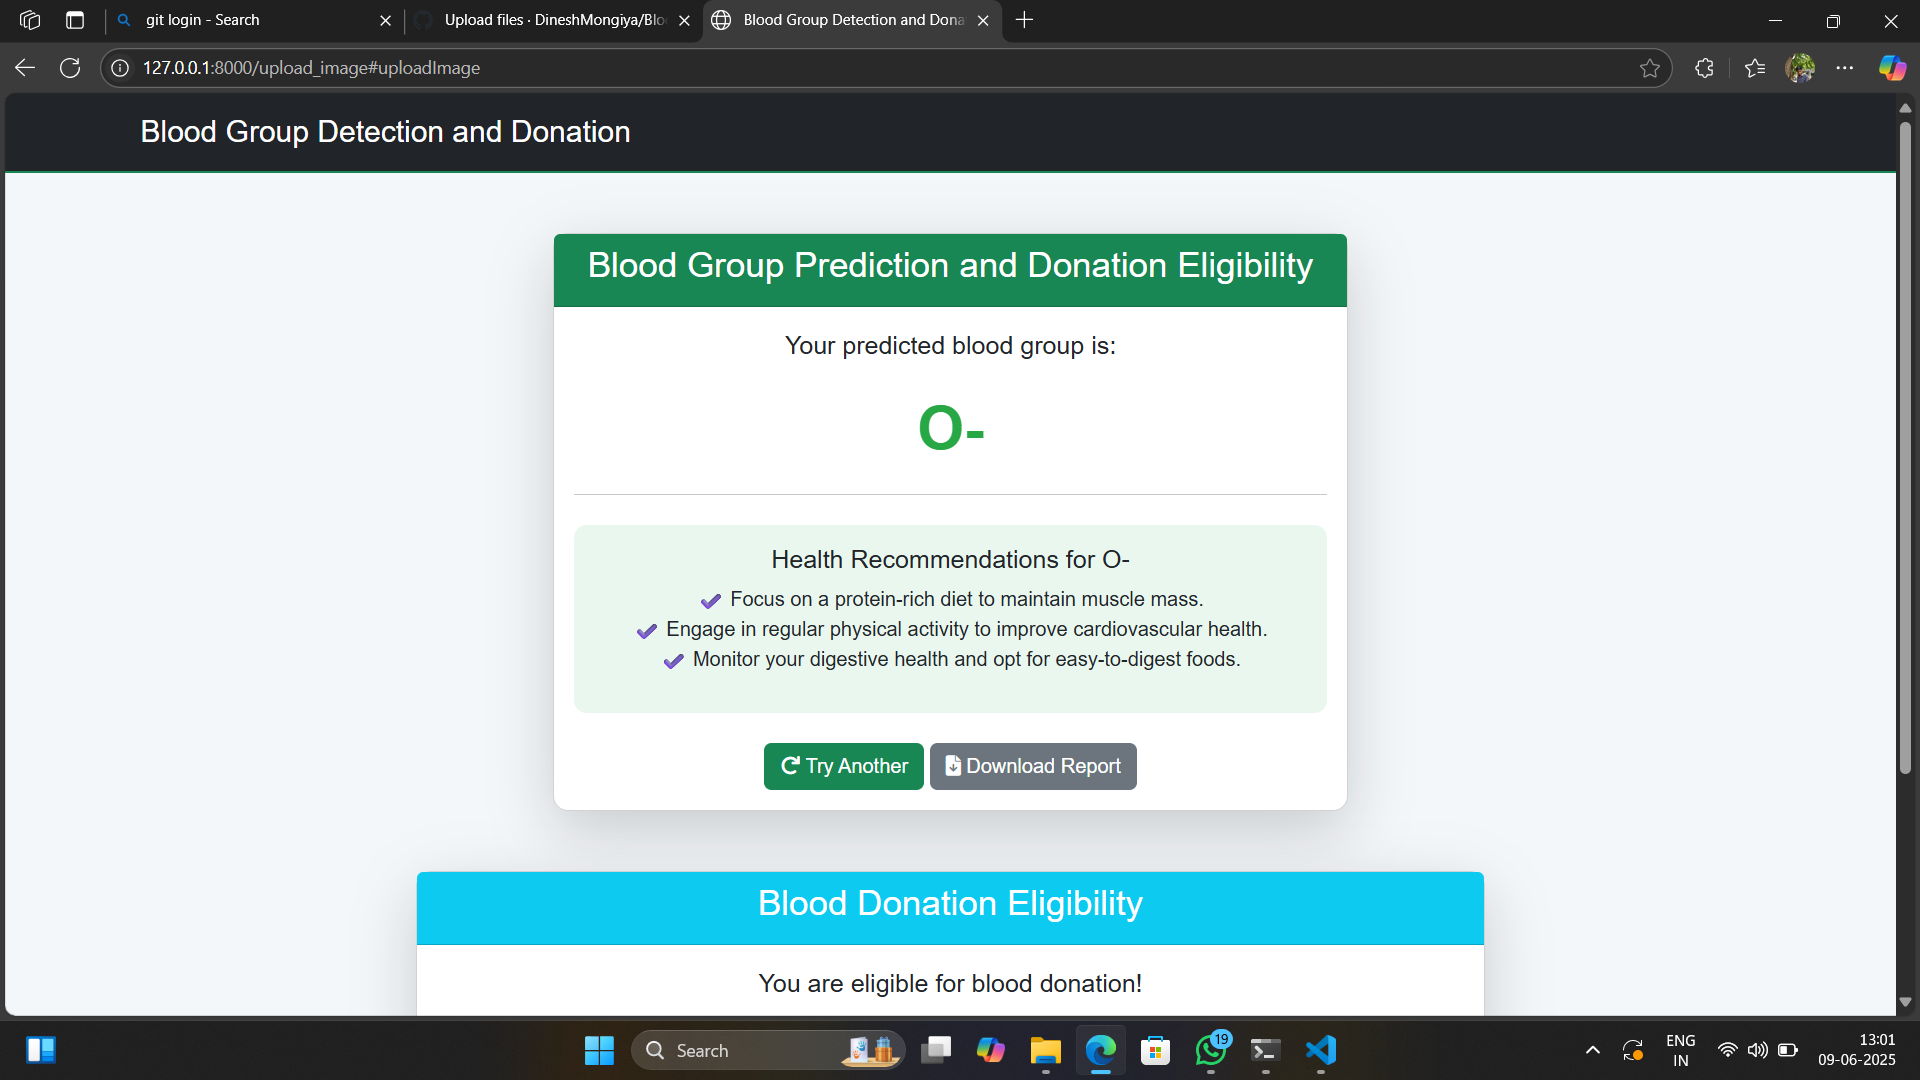 git login - Search
Upload files · DineshMongiya/Blo
Blood Group Detection and Dona
127.0.0.1:8000/upload_image#uploadImage
Blood Group Detection and Donation
Blood Group Prediction and Donation Eligibility
Your predicted blood group is:
O-
Health Recommendations for O-
Focus on a protein-rich diet to maintain muscle mass.
Engage in regular physical activity to improve cardiovascular health.
Monitor your digestive health and opt for easy-to-digest foods.
Try Another
Download Report
Blood Donation Eligibility
You are eligible for blood donation!
Search
19
ENG
IN
13:01
09-06-2025